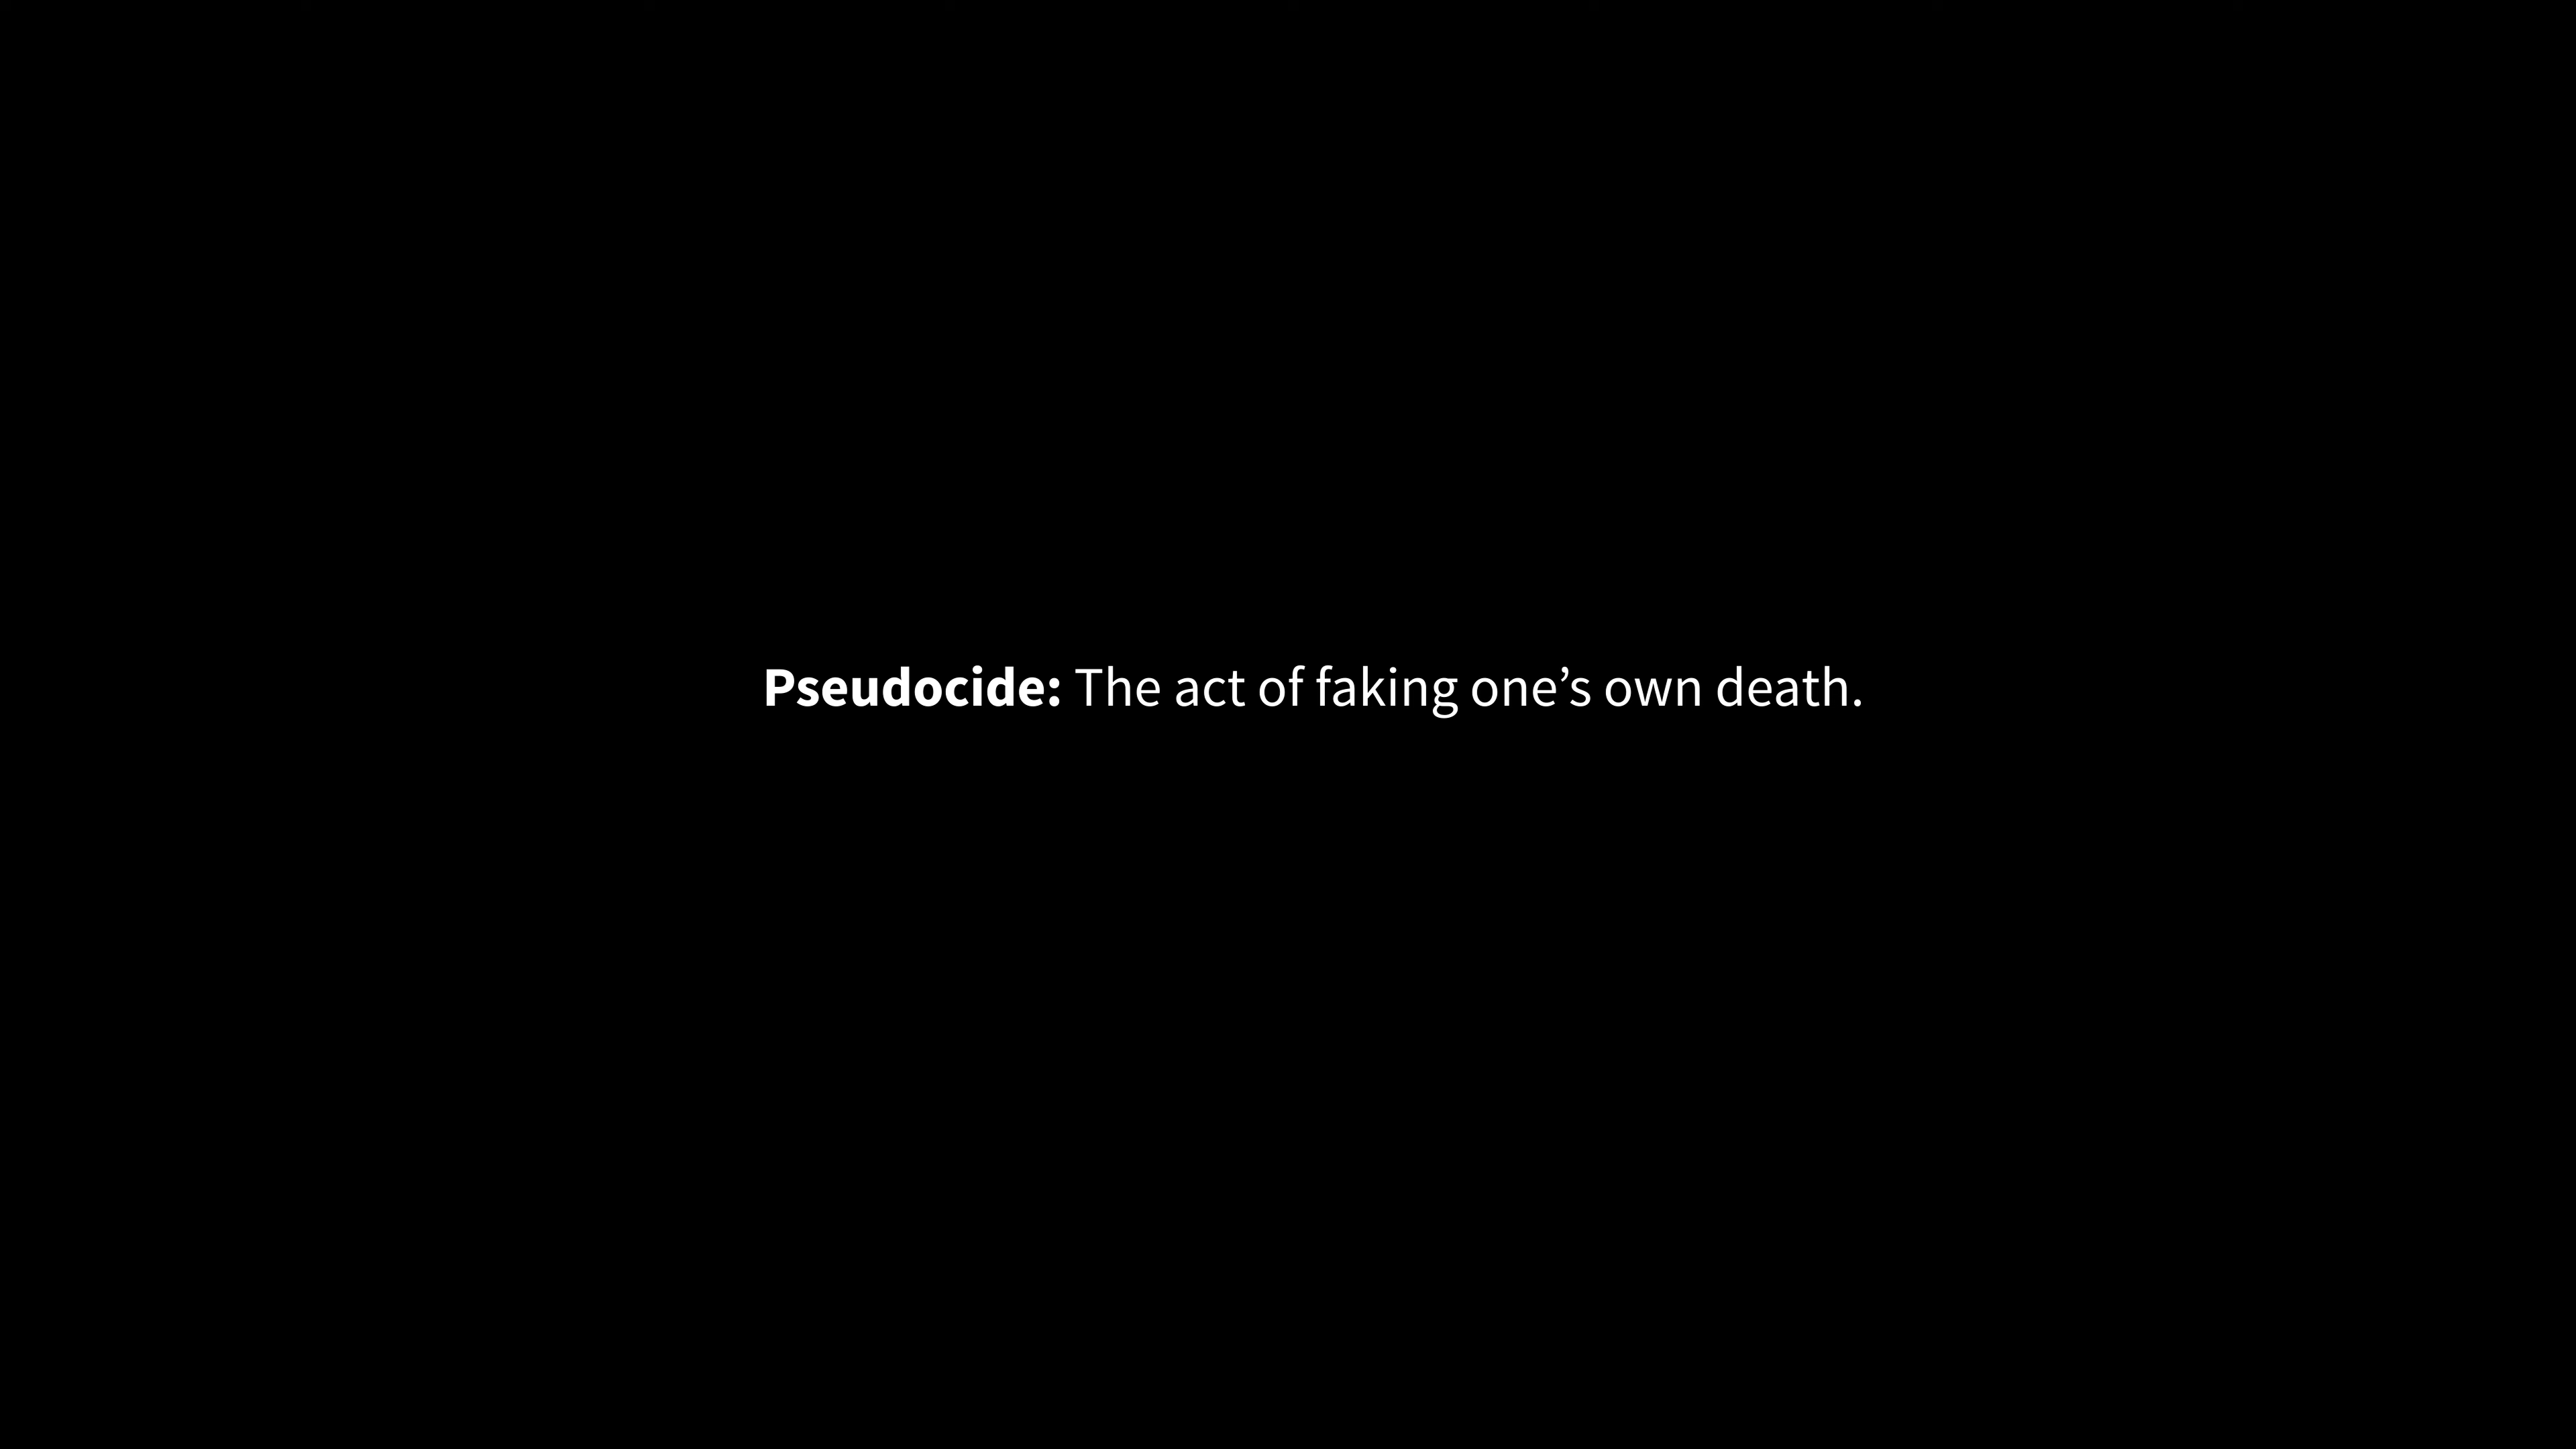 Pseudocide: The act of faking one’s own death.